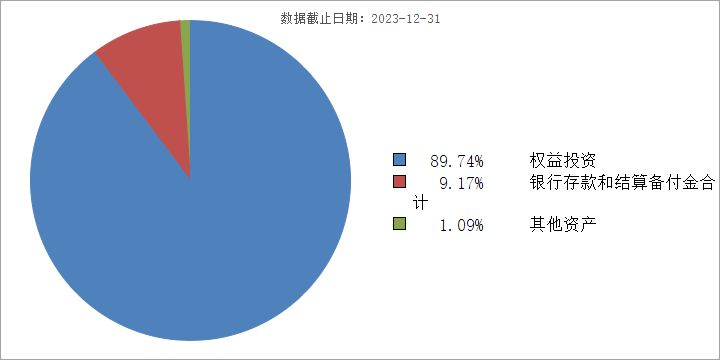 数据截止日期: 2023-12-31
89.74% 权益投资
9.17% 银行存款和结算备付金合
计
1.09% 其他资产